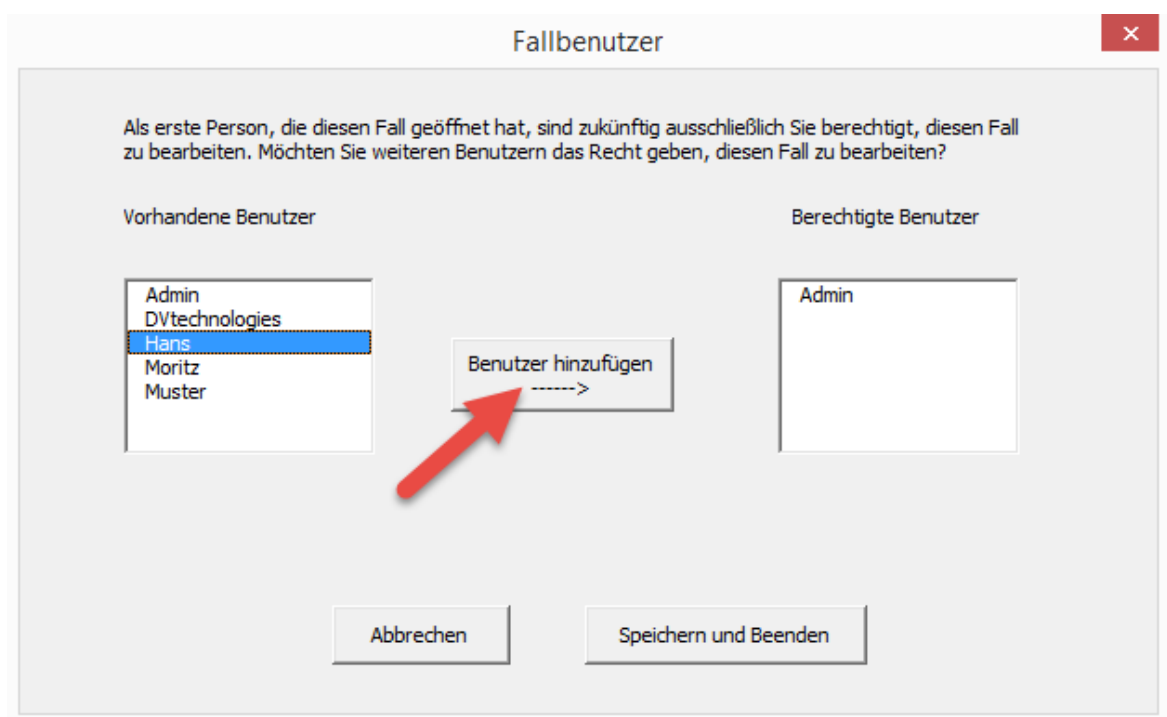 Fallbenutzer
Als erste Person, die diesen Fall geöffnet hat, sind zukünftig ausschließlich Sie berechtigt, diesen Fall
zu bearbeiten. Möchten Sie weiteren Benutzern das Recht geben, diesen Fall zu bearbeiten?
Vorhandene Benutzer
Admin
DVtechnologies
Hans
Moritz
Muster
Benutzer hinzufügen
------>
Berechtigte Benutzer
Admin
Abbrechen
Speichern und Beenden